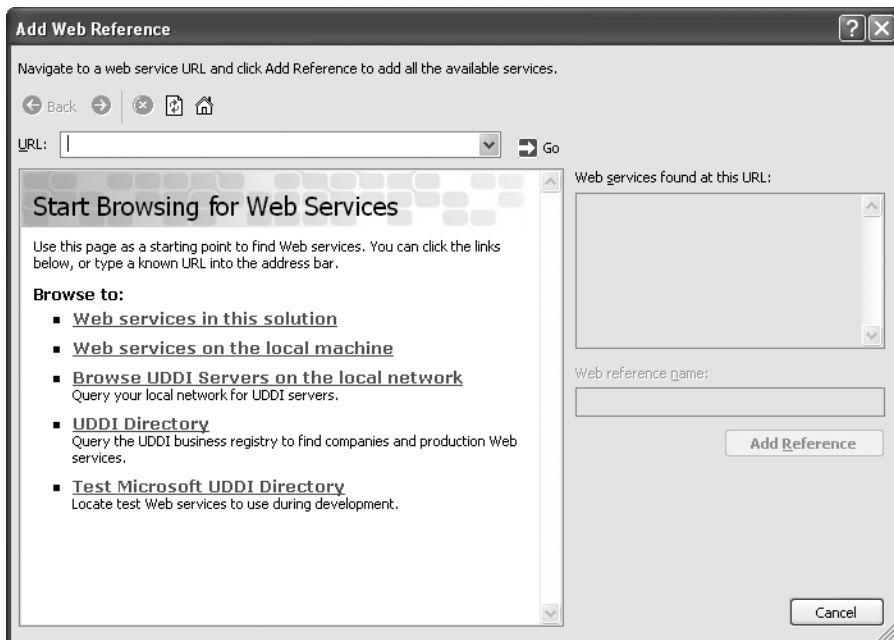 Add Web Reference
Navigate to a web service URL and click Add Reference to add all the available services.
Back
URL:
Go
Start Browsing for Web Services
Use this page as a starting point to find Web services. You can click the links
below, or type a known URL into the address bar.
Browse to:
Web services in this solution
Web services on the local machine
Browse UDDI Servers on the local network
Query your local network for UDDI servers.
UDDI Directory
Query the UDDI business registry to find companies and production Web
services.
Test Microsoft UDDI Directory
Locate test Web services to use during development.
Web services found at this URL:
Web reference name:
Add Reference
Cancel